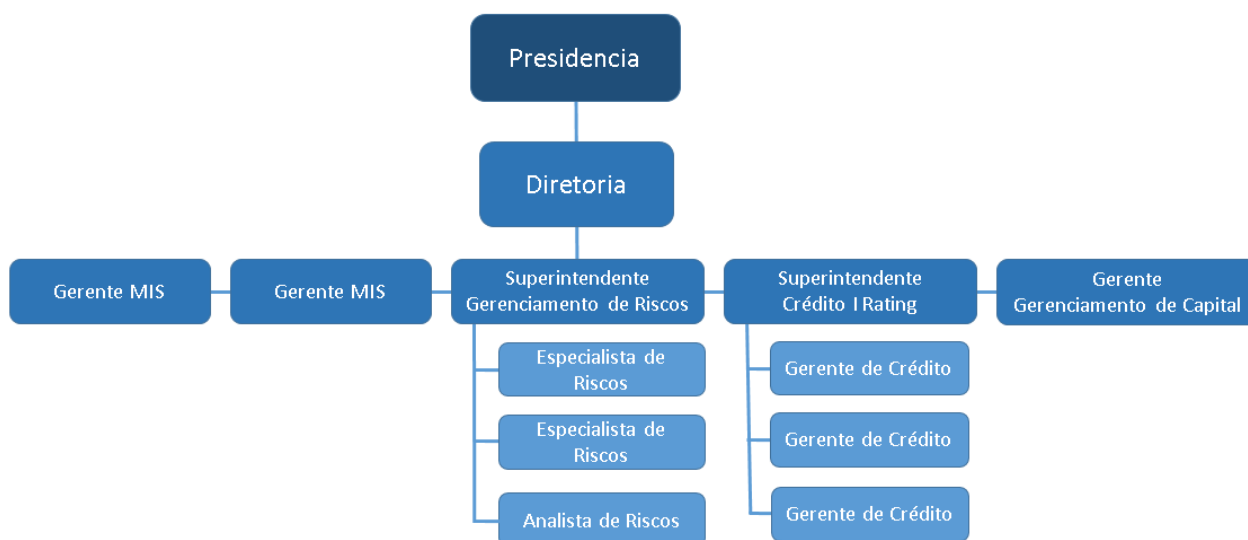 Presidencia
Diretoria
Gerente MIS
Gerente MIS
Superintendente
Gerenciamento de Riscos
Superintendente
Crédito I Rating
Gerente
Gerenciamento de Capital
Especialista de
Riscos
Especialista de
Riscos
Analista de Riscos
Gerente de Crédito
Gerente de Crédito
Gerente de Crédito